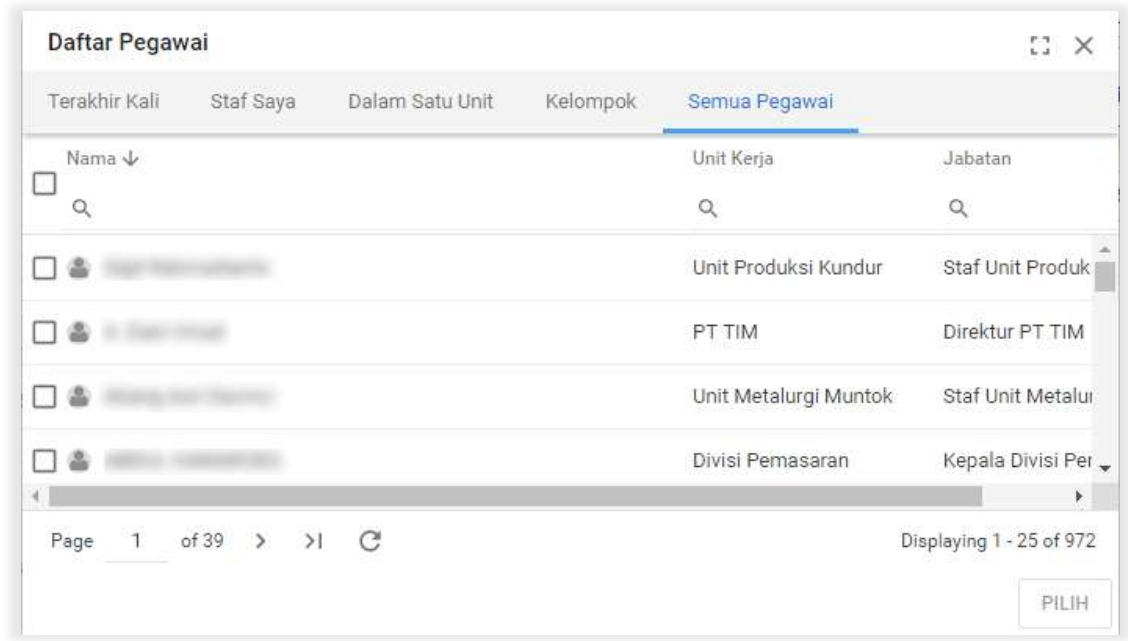 Daftar Pegawai
Terakhir Kali Staf Saya Dalam Satu Unit Kelompok Semua Pegawai
Nama Unit Kerja Jabatan
Unit Produksi Kundur Staf Unit Produk
PT TIM Direktur PT TIM
Unit Metalurgi Muntok Staf Unit Metalur
Divisi Pemasaran Kepala Divisi Per
Page 1 of 39 Displaying 1 - 25 of 972
PILIH